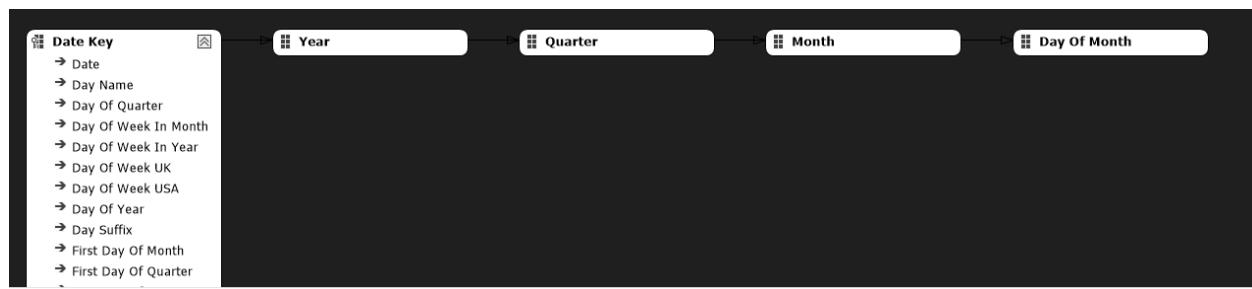 Date Key
Year
Quarter
Month
Day Of Month
Date
Day Name
Day Of Quarter
Day Of Week In Month
Day Of Week In Year
Day Of Week UK
Day Of Week USA
Day Of Year
Day Suffix
First Day Of Month
First Day Of Quarter